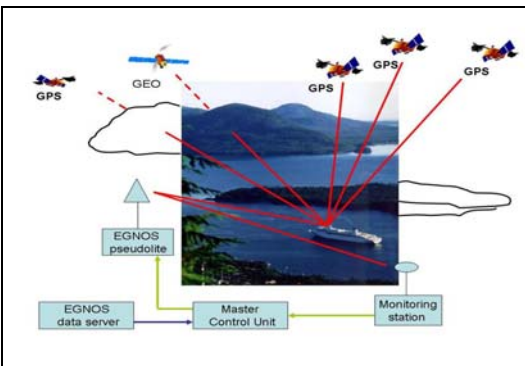 GPS
GEO
GPS
GPS
GPS
EGNOS
pseudolite
EGNOS
data server
Master
Control Unit
Monitoring
station